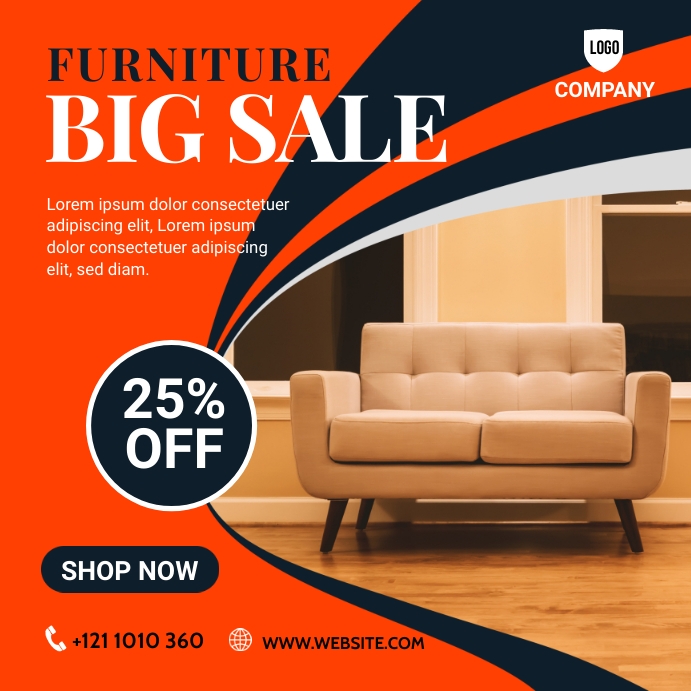 FURNITURE
BIG SALE
LOGO
COMPANY
Lorem ipsum dolor consectetuer
adipiscing elit, Lorem ipsum
dolor consectetuer adipiscing
elit, sed diam.
25%
OFF
SHOP NOW
+121 1010 360
WWW.WEBSITE.COM